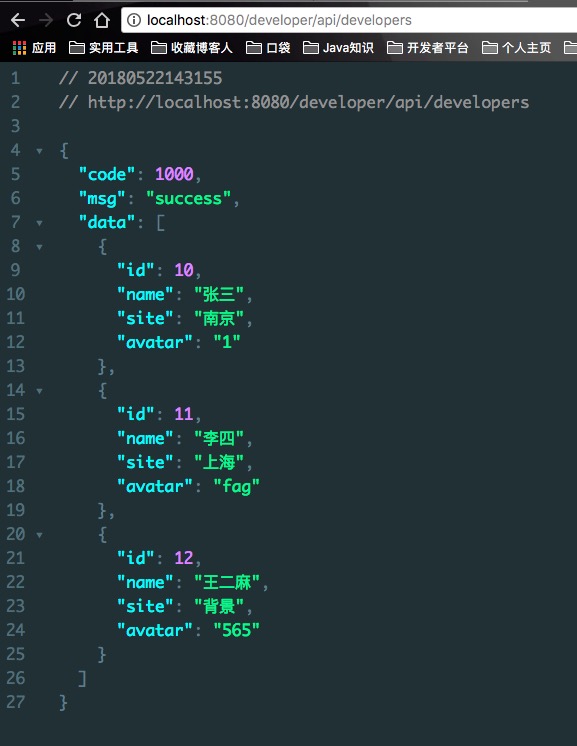 localhost:8080/developer/api/developers
应用 实用工具 收藏博客人 口袋 Java知识 开发者平台 个人主页
1 // 20180522143155
2 // http://localhost:8080/developer/api/developers
3
4 {
5 "code": 1000,
6 "msg": "success",
7 "data": [
8 {
9 "id": 10,
10 "name": "张三",
11 "site": "南京",
12 "avatar": "1"
13 },
14 {
15 "id": 11,
16 "name": "李四",
17 "site": "上海",
18 "avatar": "fag"
19 },
20 {
21 "id": 12,
22 "name": "王二麻",
23 "site": "背景",
24 "avatar": "565"
25 }
26 ]
27 }